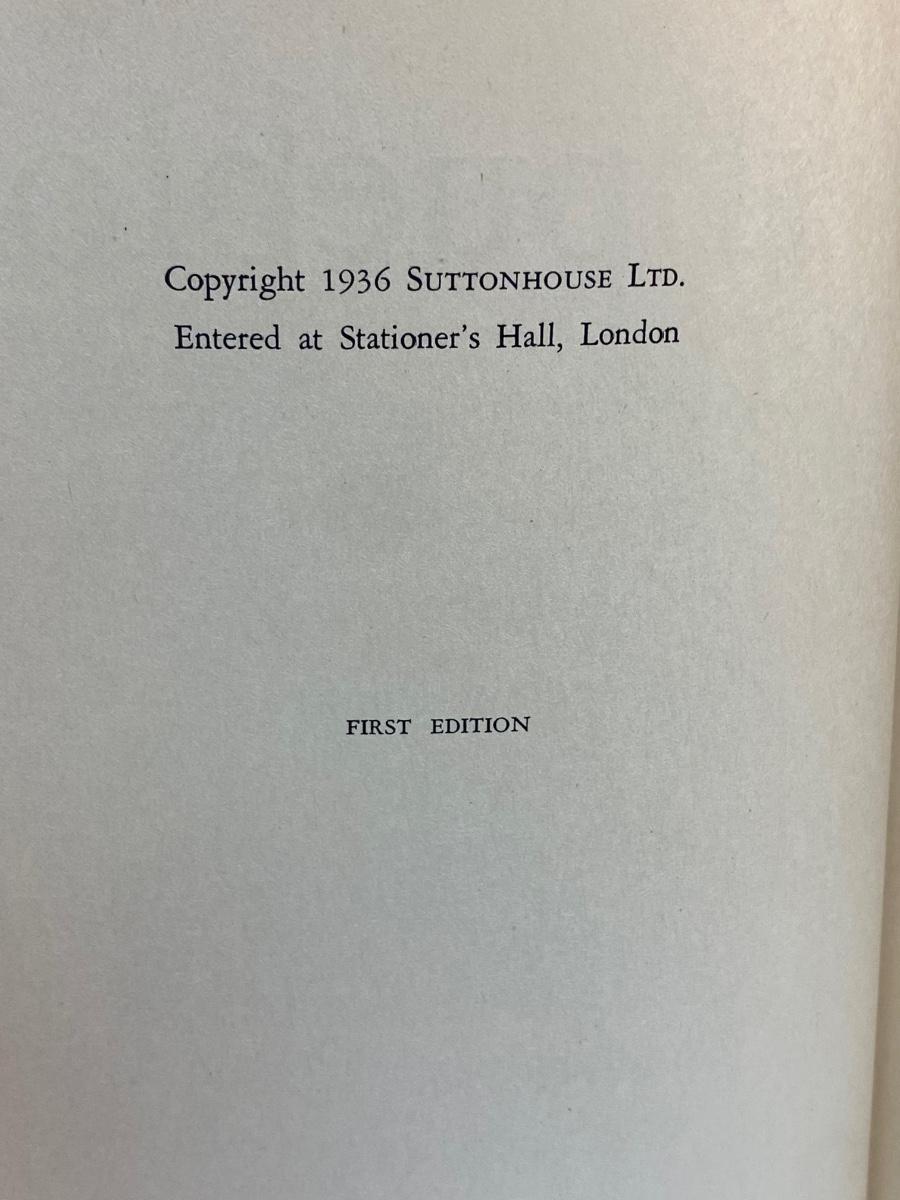 Copyright 1936 SUTTONHOUSE LTD.
Entered at Stationer's Hall, London
FIRST EDITION